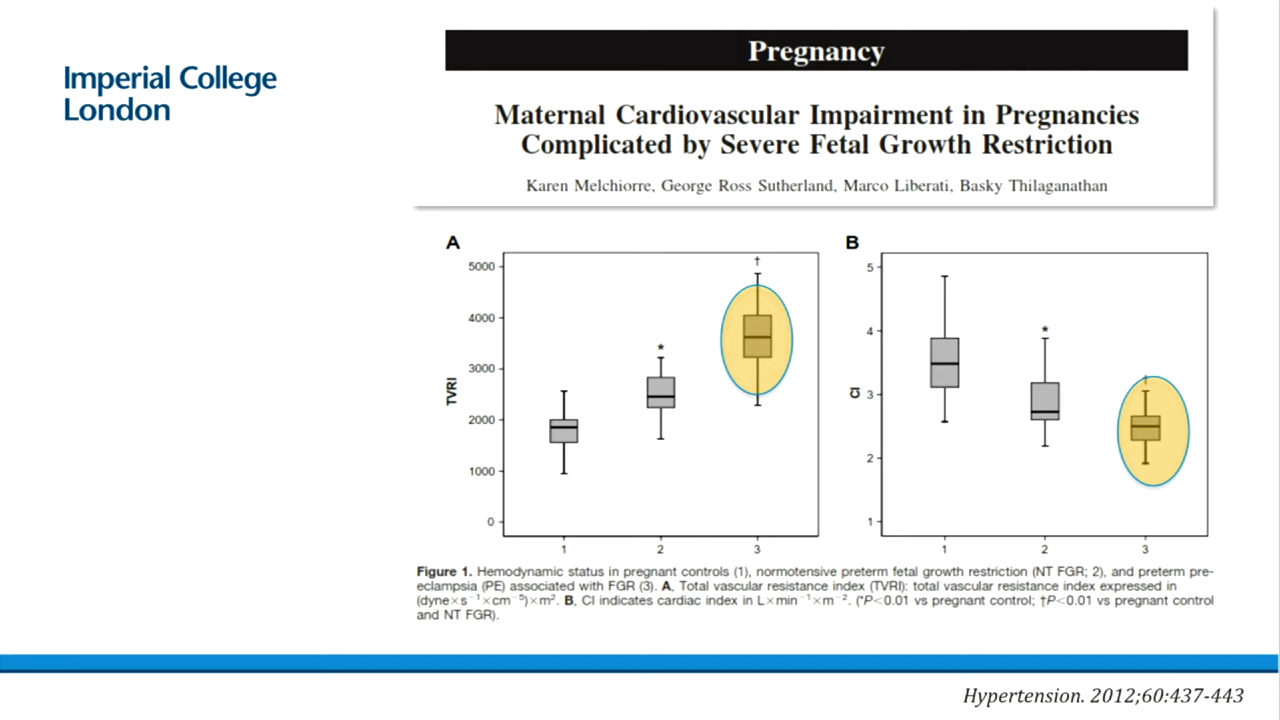 Imperial College
London
Pregnancy
Maternal Cardiovascular Impairment in Pregnancies
Complicated by Severe Fetal Growth Restriction
Karen Melchiorre, George Ross Sutherland, Marco Liberati, Basky Thilaganathan
A
5000
4000
3000
2000
1000
0
TVRI
*
†
1 2 3
B
5
4
3
2
1
CI
*
†
1 2 3
Figure 1. Hemodynamic status in pregnant controls (1), normotensive preterm fetal growth restriction (NT FGR; 2), and preterm pre-
eclampsia (PE) associated with FGR (3). A, Total vascular resistance index (TVRI): total vascular resistance index expressed in
(dyne×s⁻¹×cm⁻⁵)×m². B, CI indicates cardiac index in L×min⁻¹×m⁻². (*P<0.01 vs pregnant control; †P<0.01 vs pregnant control
and NT FGR).
Hypertension. 2012;60:437-443